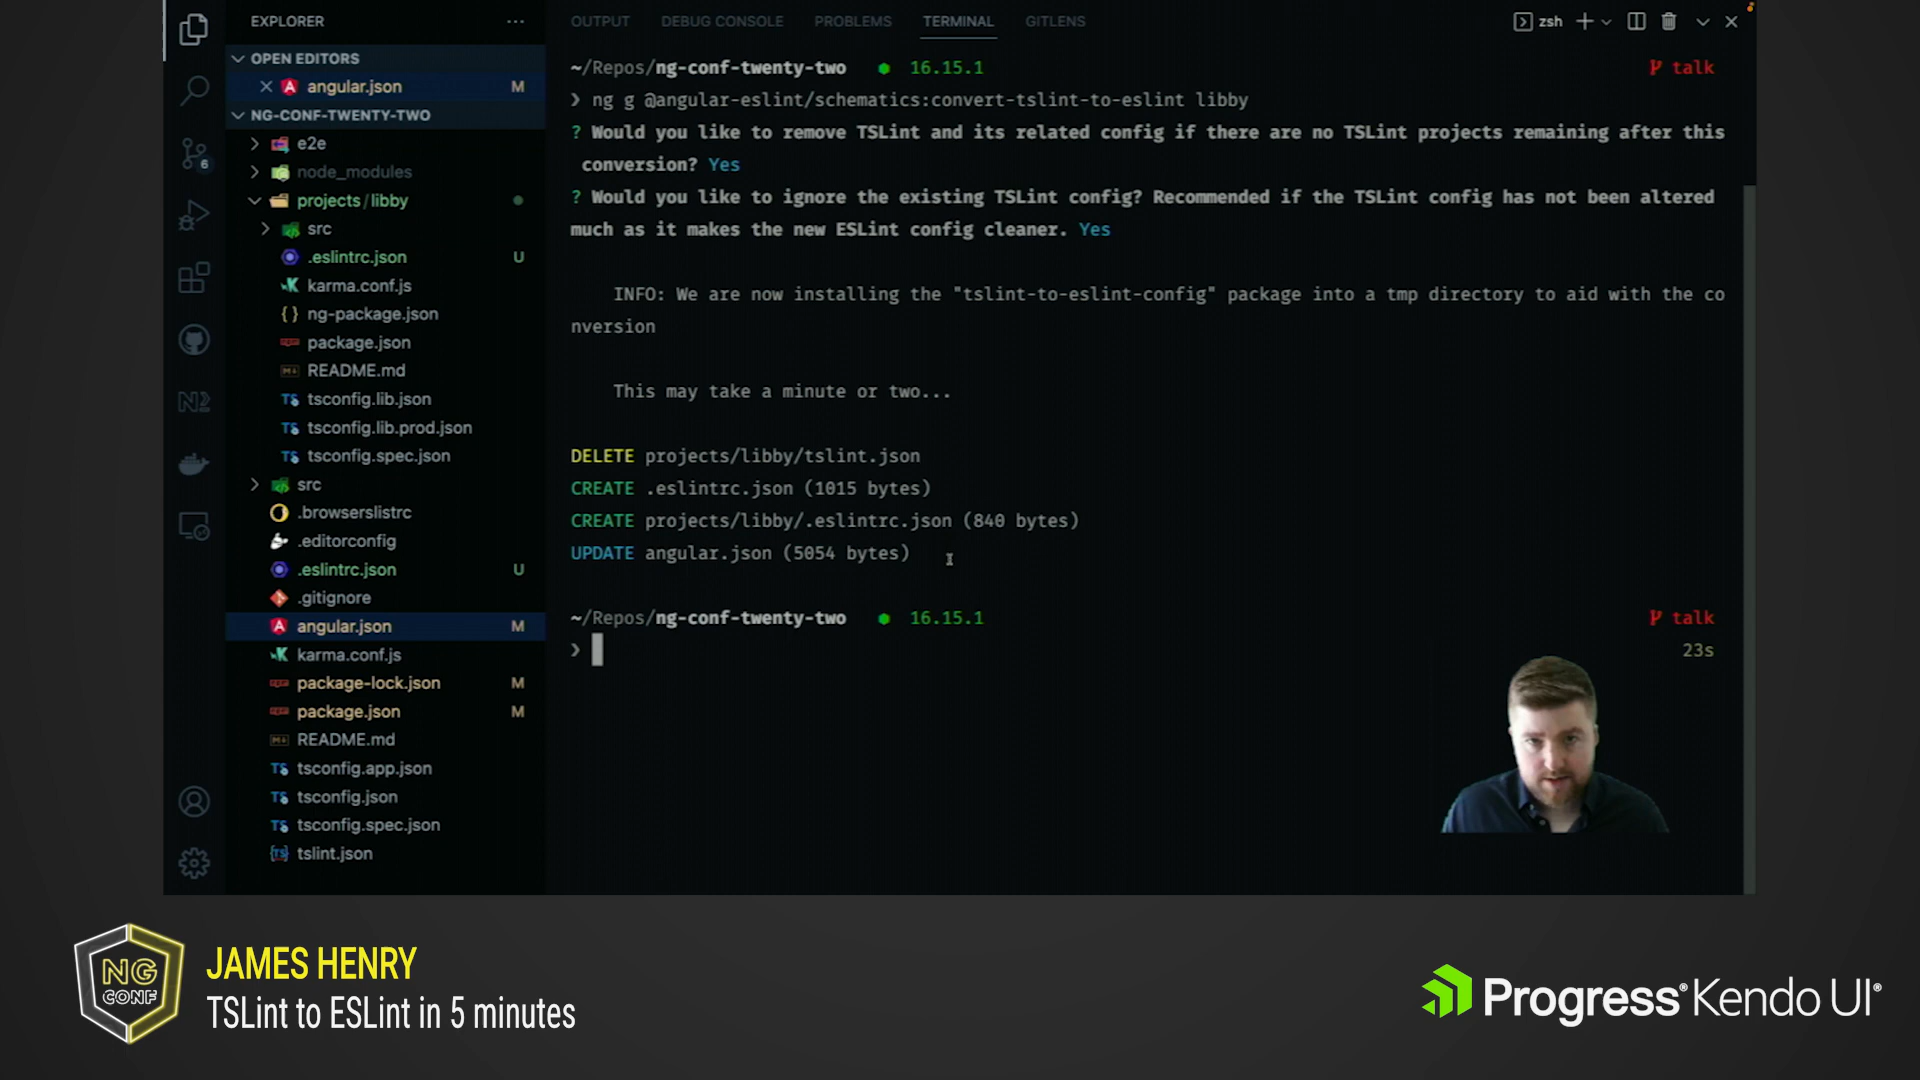 EXPLORER
OPEN EDITORS
angular.json M
NG-CONF-TWENTY-TWO
e2e
node_modules
projects/libby
src
.eslintrc.json U
karma.conf.js
ng-package.json
package.json
README.md
tsconfig.lib.json
tsconfig.lib.prod.json
tsconfig.spec.json
src
.browserslistrc
.editorconfig
.eslintrc.json U
.gitignore
angular.json M
karma.conf.js
package-lock.json M
package.json M
README.md
tsconfig.app.json
tsconfig.json
tsconfig.spec.json
tslint.json
6
OUTPUT DEBUG CONSOLE PROBLEMS TERMINAL GITLENS
zsh
~/Repos/ng-conf-twenty-two 16.15.1 talk
❯ ng g @angular-eslint/schematics:convert-tslint-to-eslint libby
? Would you like to remove TSLint and its related config if there are no TSLint projects remaining after this
conversion? Yes
? Would you like to ignore the existing TSLint config? Recommended if the TSLint config has not been altered
much as it makes the new ESLint config cleaner. Yes
INFO: We are now installing the "tslint-to-eslint-config" package into a tmp directory to aid with the co
nversion
This may take a minute or two...
DELETE projects/libby/tslint.json
CREATE .eslintrc.json (1015 bytes)
CREATE projects/libby/.eslintrc.json (840 bytes)
UPDATE angular.json (5054 bytes)
~/Repos/ng-conf-twenty-two 16.15.1 talk
❯ 23s
NG
CONF
JAMES HENRY
TSLint to ESLint in 5 minutes
Progress® Kendo UI®